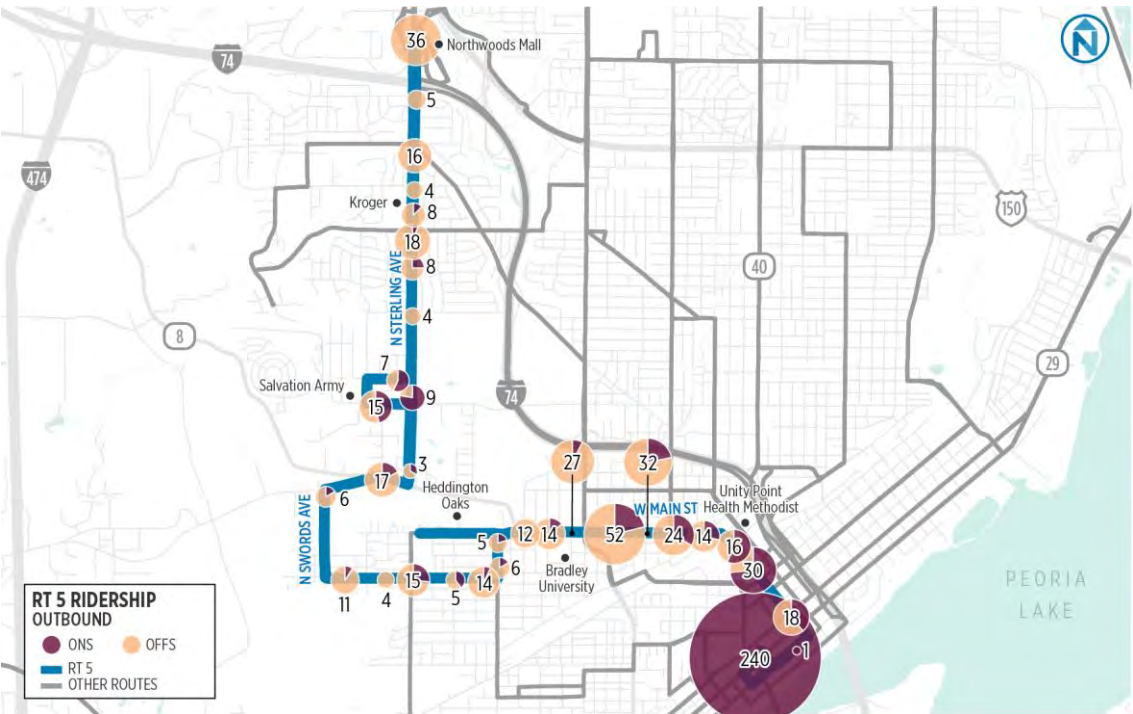 36
Northwoods Mall
74
5
16
4
474
Kroger
8
150
18
8
40
N STERLING AVE
4
8
7
29
Salvation Army
9
15
74
3
27
32
17
Heddington
Oaks
Unity Point
Health Methodist
6
W MAIN ST
N SWORDS AVE
12
14
52
24
14
5
16
Bradley
University
30
6
11
4
15
5
14
PEORIA
LAKE
18
1
240
RT 5 RIDERSHIP
OUTBOUND
ONS
OFFS
RT 5
OTHER ROUTES
N